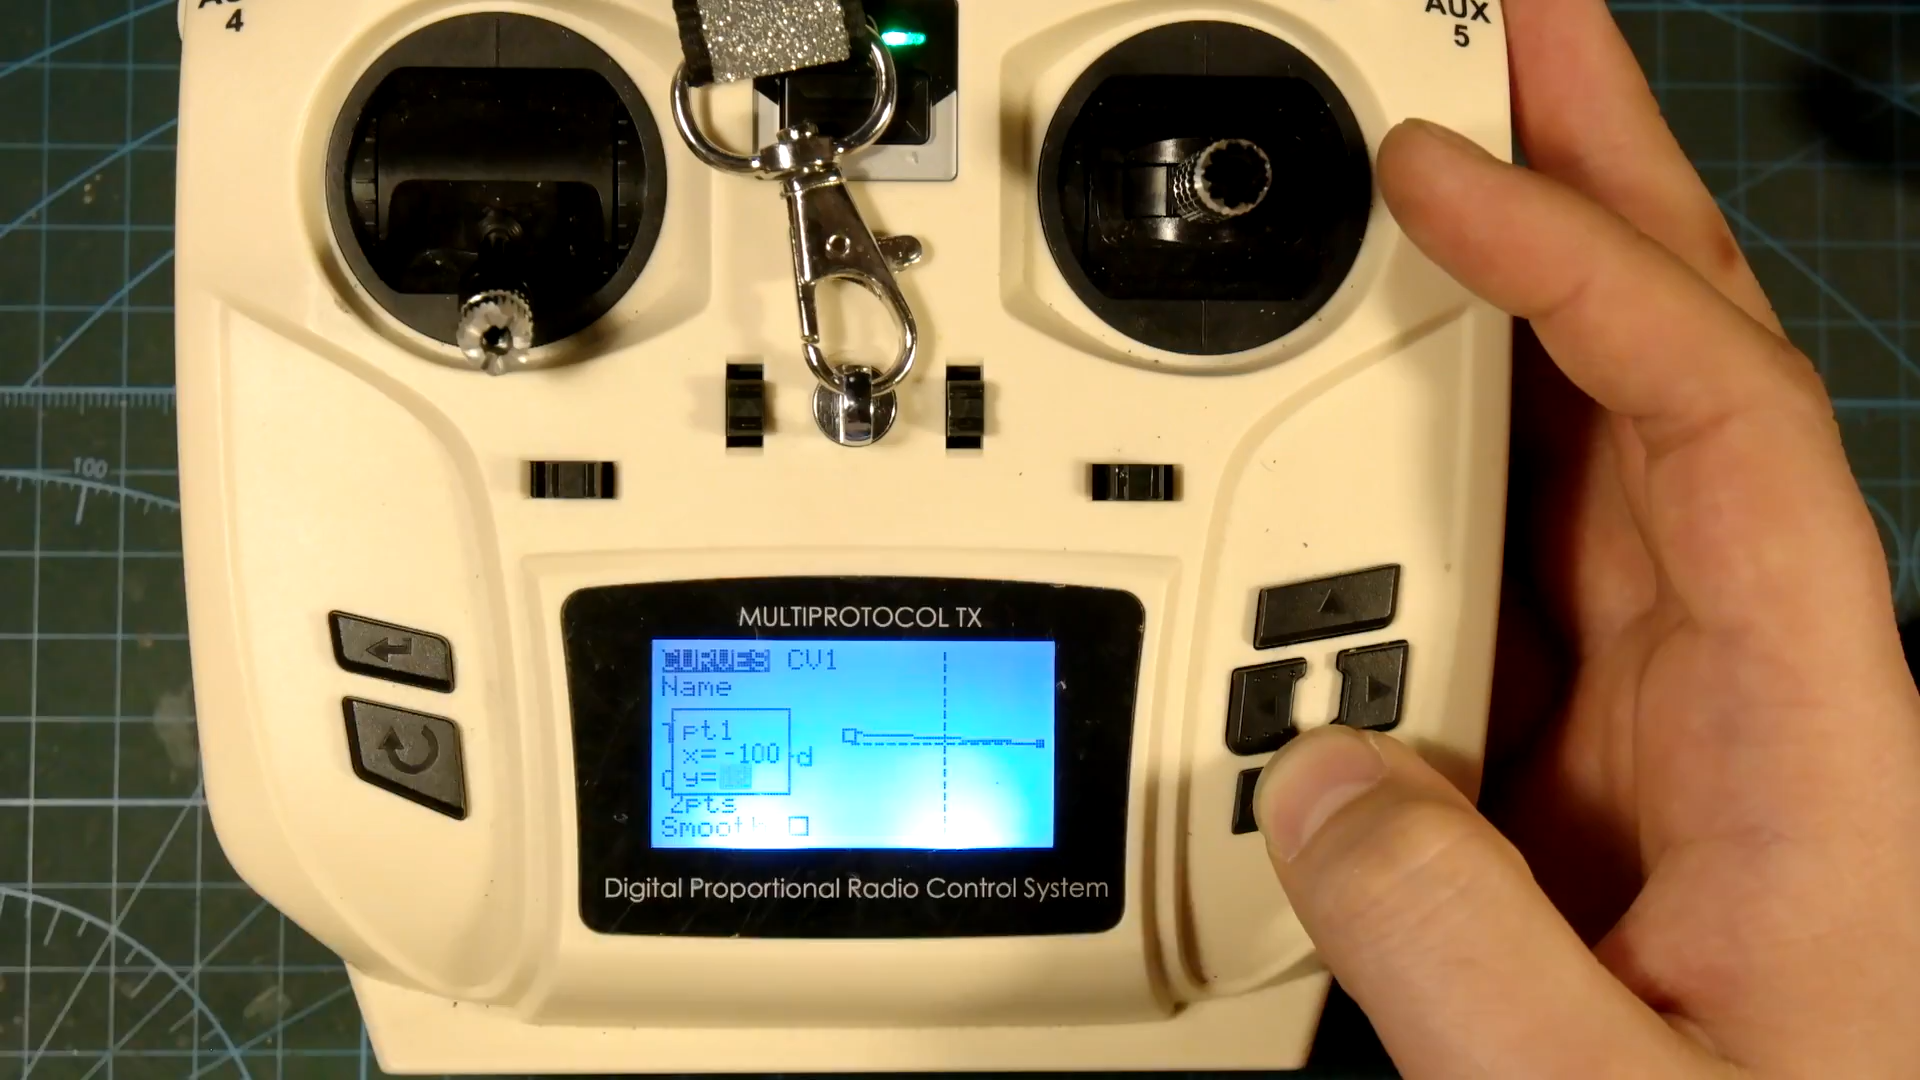 4
AUX
5
100
MULTIPROTOCOL TX
CURVES CV1
Name
pt1
x=-100
d
y=
2pts
Smooth
Digital Proportional Radio Control System